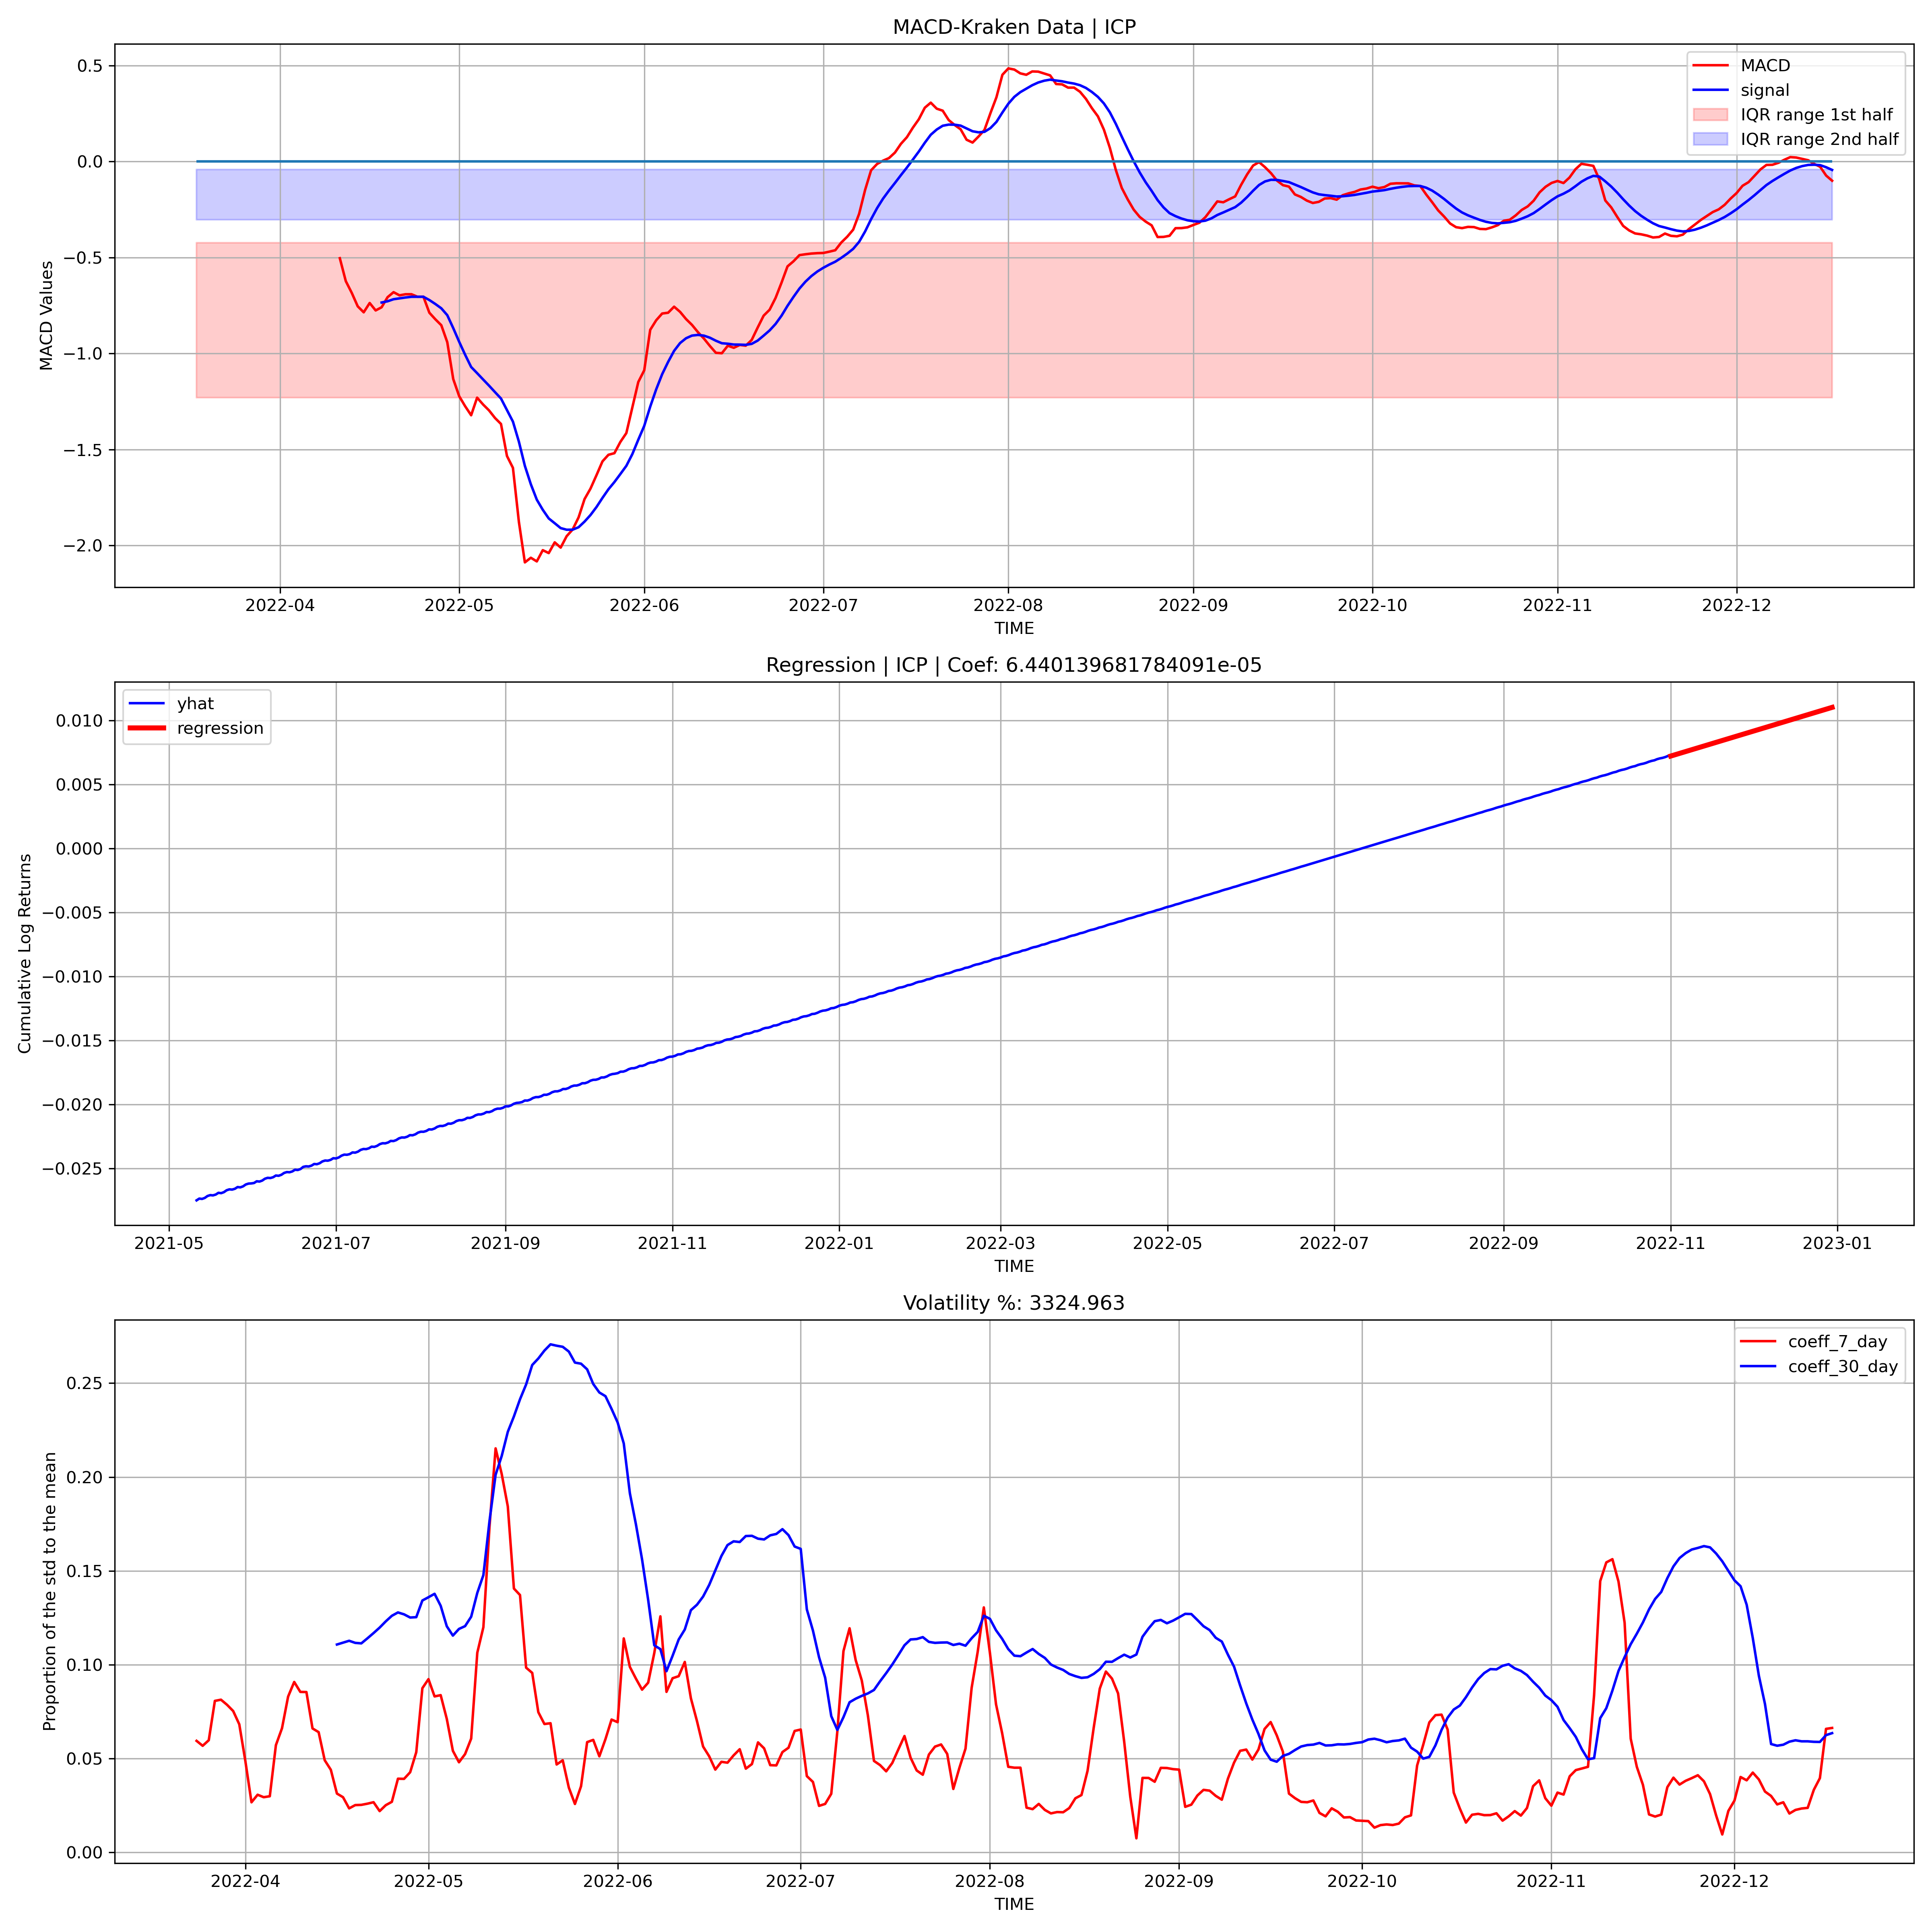 MACD-Kraken Data | ICP
MACD Values
0.5
0.0
−0.5
−1.0
−1.5
−2.0
MACD
signal
IQR range 1st half
IQR range 2nd half
2022-04 2022-05 2022-06 2022-07 2022-08 2022-09 2022-10 2022-11 2022-12
TIME
Regression | ICP | Coef: 6.440139681784091e-05
Cumulative Log Returns
0.010
0.005
0.000
−0.005
−0.010
−0.015
−0.020
−0.025
yhat
regression
2021-05 2021-07 2021-09 2021-11 2022-01 2022-03 2022-05 2022-07 2022-09 2022-11 2023-01
TIME
Volatility %: 3324.963
Proportion of the std to the mean
0.25
0.20
0.15
0.10
0.05
0.00
coeff_7_day
coeff_30_day
2022-04 2022-05 2022-06 2022-07 2022-08 2022-09 2022-10 2022-11 2022-12
TIME